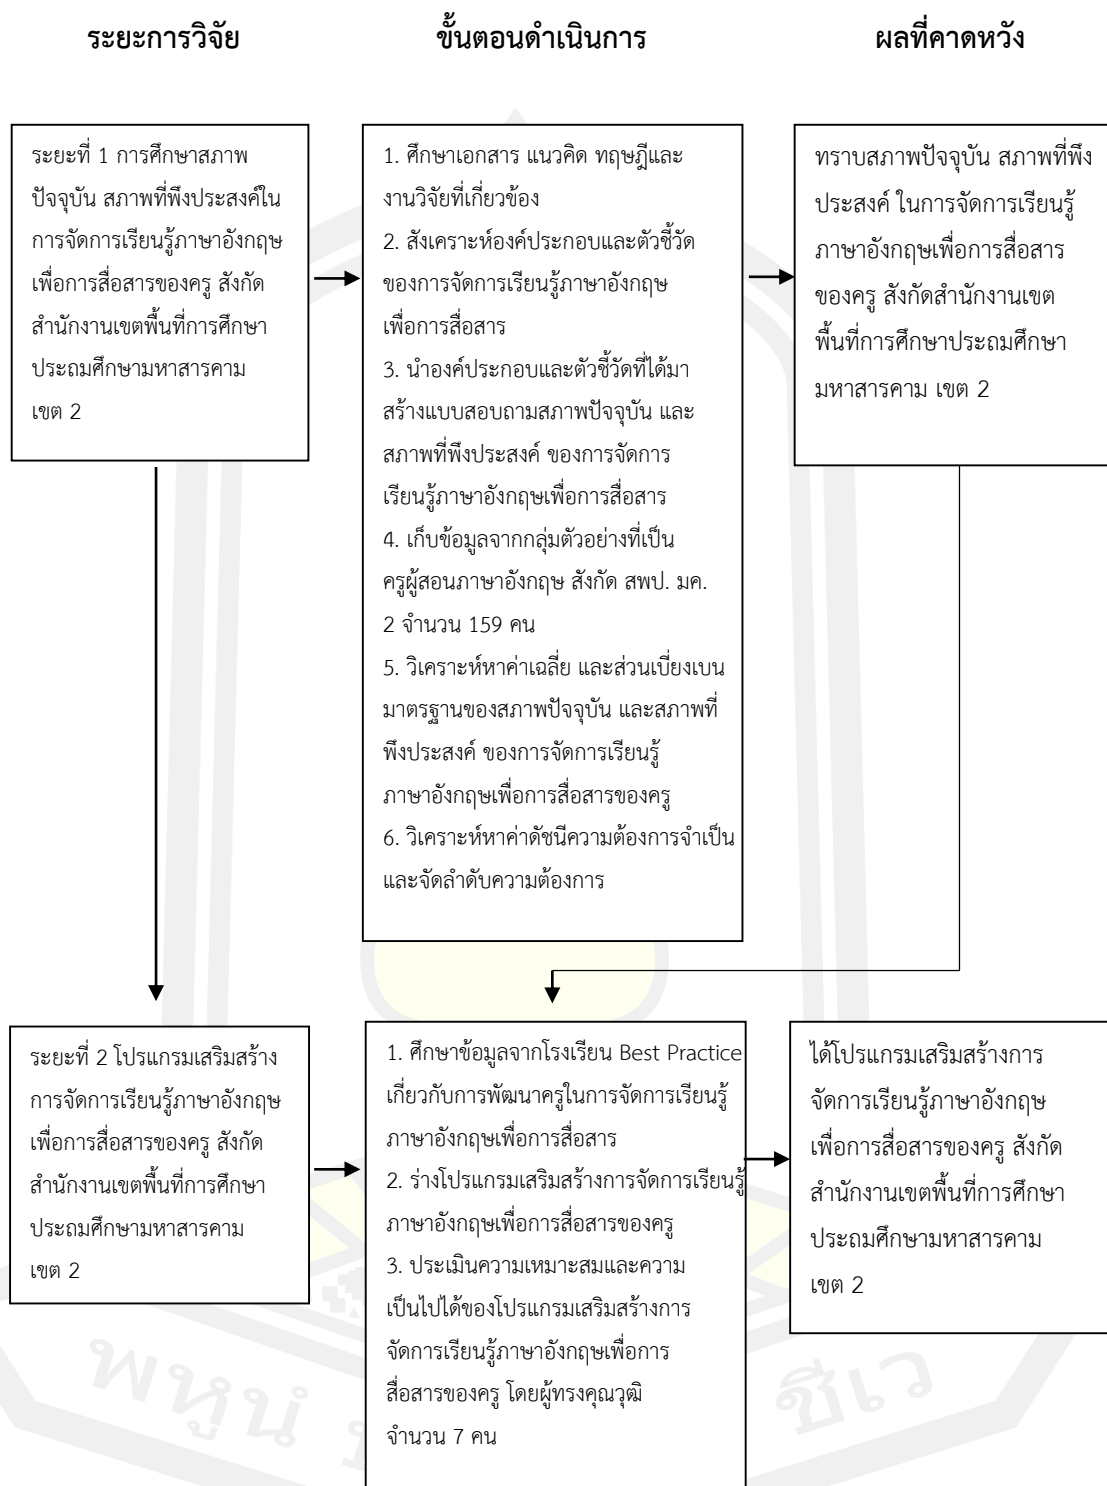 ระยะการวิจัย
ขั้นตอนดำเนินการ
ผลที่คาดหวัง
ระยะที่ 1 การศึกษาสภาพ
ปัจจุบัน สภาพที่พึงประสงค์ใน
การจัดการเรียนรู้ภาษาอังกฤษ
เพื่อการสื่อสารของครู สังกัด
สำนักงานเขตพื้นที่การศึกษา
ประถมศึกษามหาสารคาม
เขต 2
1. ศึกษาเอกสาร แนวคิด ทฤษฎีและ
งานวิจัยที่เกี่ยวข้อง
2. สังเคราะห์องค์ประกอบและตัวชี้วัด
ของการจัดการเรียนรู้ภาษาอังกฤษ
เพื่อการสื่อสาร
3. นำองค์ประกอบและตัวชี้วัดที่ได้มา
สร้างแบบสอบถามสภาพปัจจุบัน และ
สภาพที่พึงประสงค์ ของการจัดการ
เรียนรู้ภาษาอังกฤษเพื่อการสื่อสาร
4. เก็บข้อมูลจากกลุ่มตัวอย่างที่เป็น
ครูผู้สอนภาษาอังกฤษ สังกัด สพป. มค.
2 จำนวน 159 คน
5. วิเคราะห์หาค่าเฉลี่ย และส่วนเบี่ยงเบน
มาตรฐานของสภาพปัจจุบัน และสภาพที่
พึงประสงค์ ของการจัดการเรียนรู้
ภาษาอังกฤษเพื่อการสื่อสารของครู
6. วิเคราะห์หาค่าดัชนีความต้องการจำเป็น
และจัดลำดับความต้องการ
ทราบสภาพปัจจุบัน สภาพที่พึง
ประสงค์ ในการจัดการเรียนรู้
ภาษาอังกฤษเพื่อการสื่อสาร
ของครู สังกัดสำนักงานเขต
พื้นที่การศึกษาประถมศึกษา
มหาสารคาม เขต 2
ระยะที่ 2 โปรแกรมเสริมสร้าง
การจัดการเรียนรู้ภาษาอังกฤษ
เพื่อการสื่อสารของครู สังกัด
สำนักงานเขตพื้นที่การศึกษา
ประถมศึกษามหาสารคาม
เขต 2
1. ศึกษาข้อมูลจากโรงเรียน Best Practice
เกี่ยวกับการพัฒนาครูในการจัดการเรียนรู้
ภาษาอังกฤษเพื่อการสื่อสาร
2. ร่างโปรแกรมเสริมสร้างการจัดการเรียนรู้
ภาษาอังกฤษเพื่อการสื่อสารของครู
3. ประเมินความเหมาะสมและความ
เป็นไปได้ของโปรแกรมเสริมสร้างการ
จัดการเรียนรู้ภาษาอังกฤษเพื่อการ
สื่อสารของครู โดยผู้ทรงคุณวุฒิ
จำนวน 7 คน
ได้โปรแกรมเสริมสร้างการ
จัดการเรียนรู้ภาษาอังกฤษ
เพื่อการสื่อสารของครู สังกัด
สำนักงานเขตพื้นที่การศึกษา
ประถมศึกษามหาสารคาม
เขต 2
พหูนํ
ชีเว